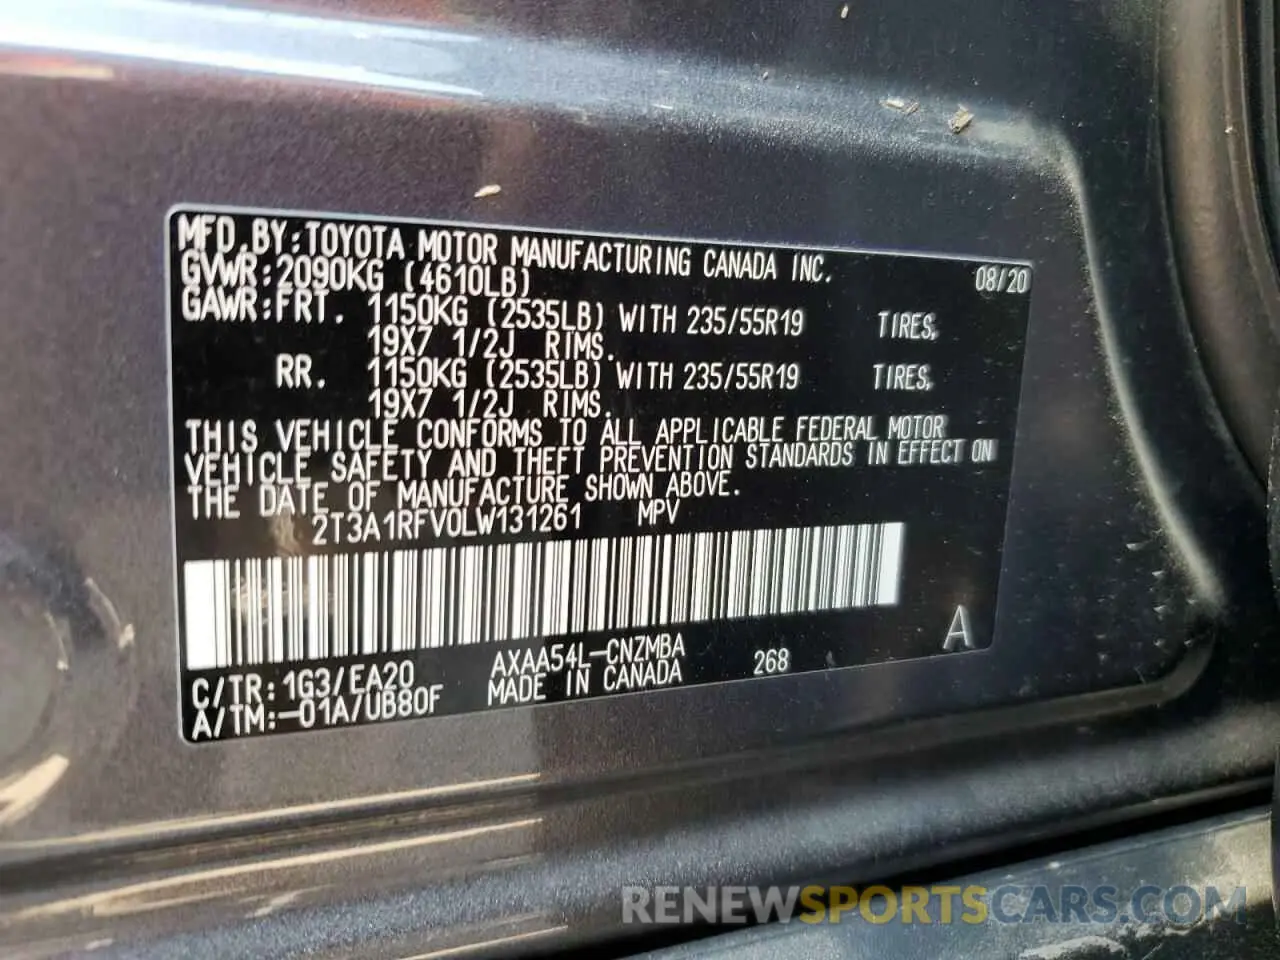 MFD.BY:TOYOTA MOTOR MANUFACTURING CANADA INC. 08/20
GVWR:2090KG (4610LB)
GAWR:FRT. 1150KG (2535LB) WITH 235/55R19 TIRES,
19X7 1/2J RIMS.
RR. 1150KG (2535LB) WITH 235/55R19 TIRES,
19X7 1/2J RIMS.
THIS VEHICLE CONFORMS TO ALL APPLICABLE FEDERAL MOTOR
VEHICLE SAFETY AND THEFT PREVENTION STANDARDS IN EFFECT ON
THE DATE OF MANUFACTURE SHOWN ABOVE.
2T3A1RFV0LW131261 MPV
A
C/TR:1G3/EA20 AXAA54L-CNZMBA 268
A/TM:-01A/UB80F MADE IN CANADA
RENEWSPORTSCARS.COM